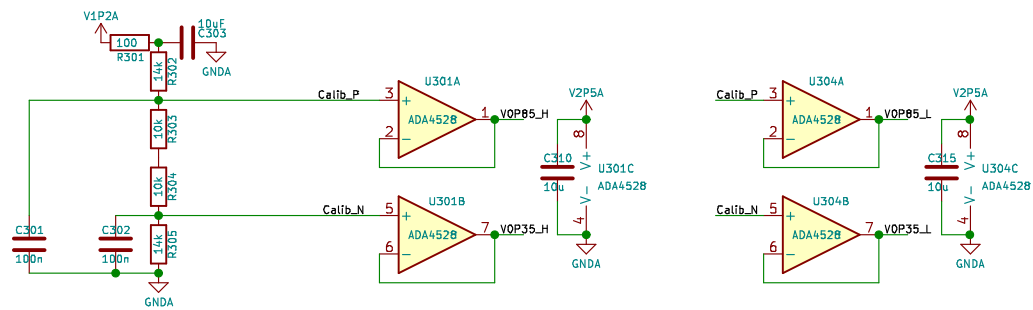 V1P2A
100
R301
10uF
C303
GNDA
14k
R302
10k
R303
10k
R304
14k
R305
C301
100n
C302
100n
GNDA
Calib_P
3
+
2
−
1
U301A
ADA4528
VOP85_H
Calib_N
5
+
6
−
7
U301B
ADA4528
VOP35_H
V2P5A
8
V+
C310
10u
U301C
ADA4528
V-
4
GNDA
Calib_P
3
+
2
−
1
U304A
ADA4528
VOP85_L
Calib_N
5
+
6
−
7
U304B
ADA4528
VOP35_L
V2P5A
8
V+
C315
10u
U304C
ADA4528
V-
4
GNDA